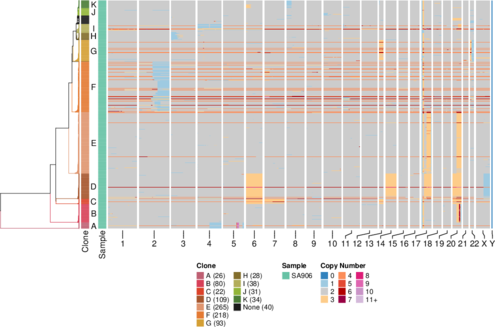 K
J
I
H
G
F
E
D
C
B
A
Clone
Sample
1 2 3 4 5 6 7 8 9 10 11 12 13 14 15 16 17 18 19 20 21 22 X Y
Clone
A (26)
B (80)
C (22)
D (109)
E (265)
F (218)
G (93)
H (28)
I (38)
J (31)
K (34)
None (40)
Sample
SA906
Copy Number
0
1
2
3
4
5
6
7
8
9
10
11+